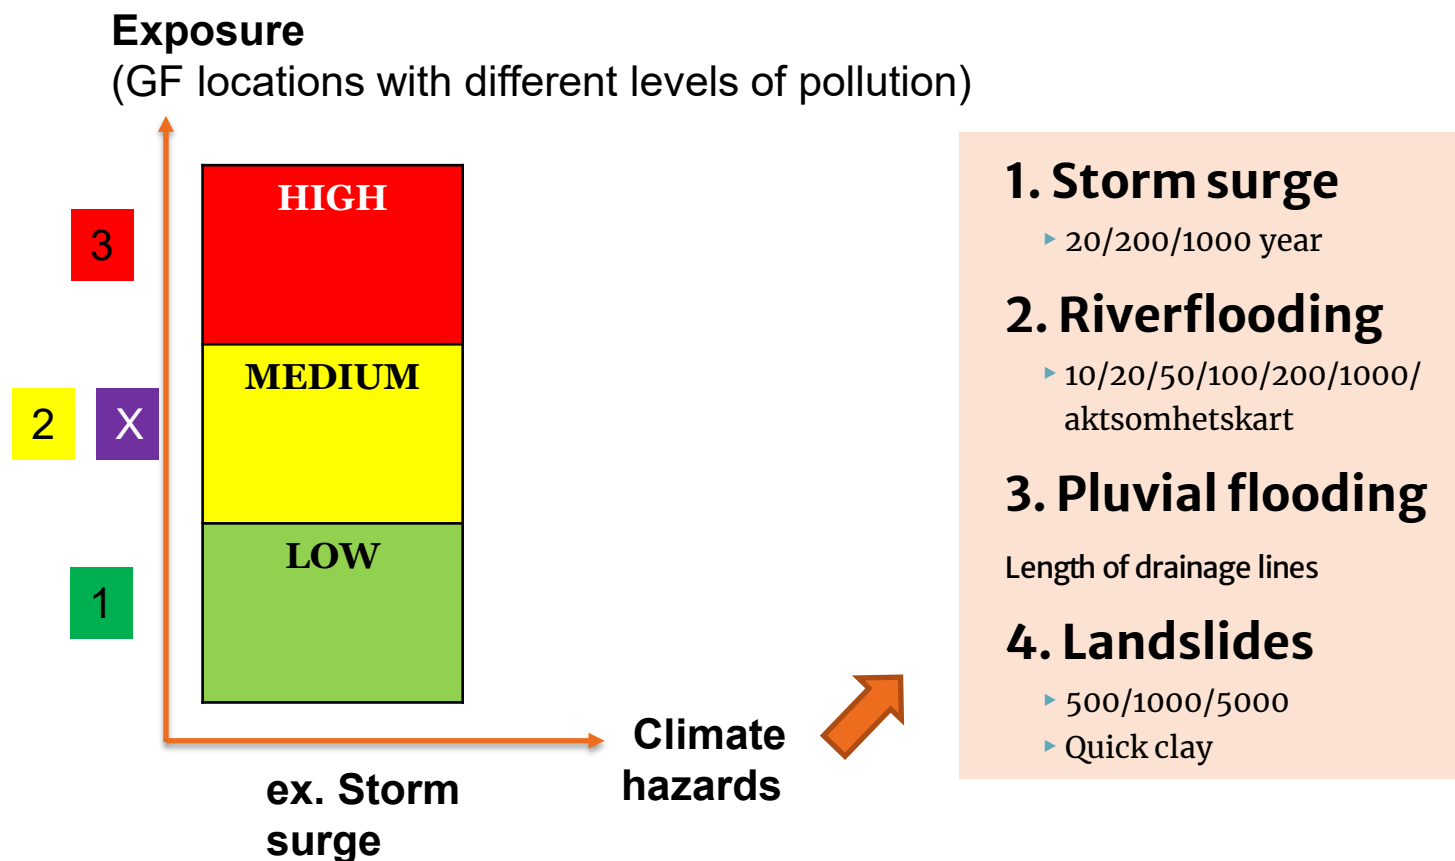 Exposure
(GF locations with different levels of pollution)
HIGH
3
MEDIUM
2
X
LOW
1
Climate
hazards
ex. Storm
surge
1. Storm surge
20/200/1000 year
2. Riverflooding
10/20/50/100/200/1000/
aktsomhetskart
3. Pluvial flooding
Length of drainage lines
4. Landslides
500/1000/5000
Quick clay